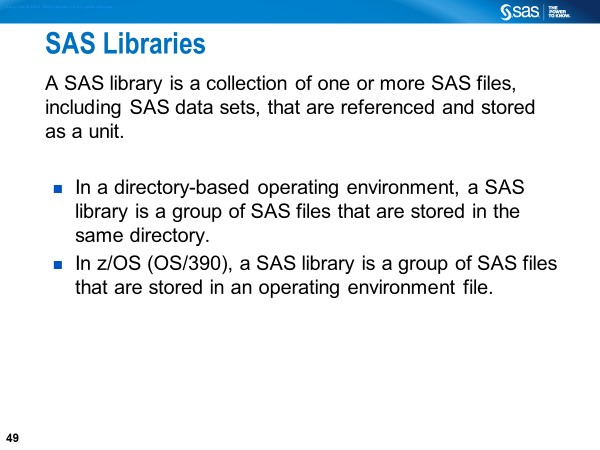 sas THE
POWER
TO KNOW.
SAS Libraries
A SAS library is a collection of one or more SAS files,
including SAS data sets, that are referenced and stored
as a unit.
In a directory-based operating environment, a SAS
library is a group of SAS files that are stored in the
same directory.
In z/OS (OS/390), a SAS library is a group of SAS files
that are stored in an operating environment file.
49